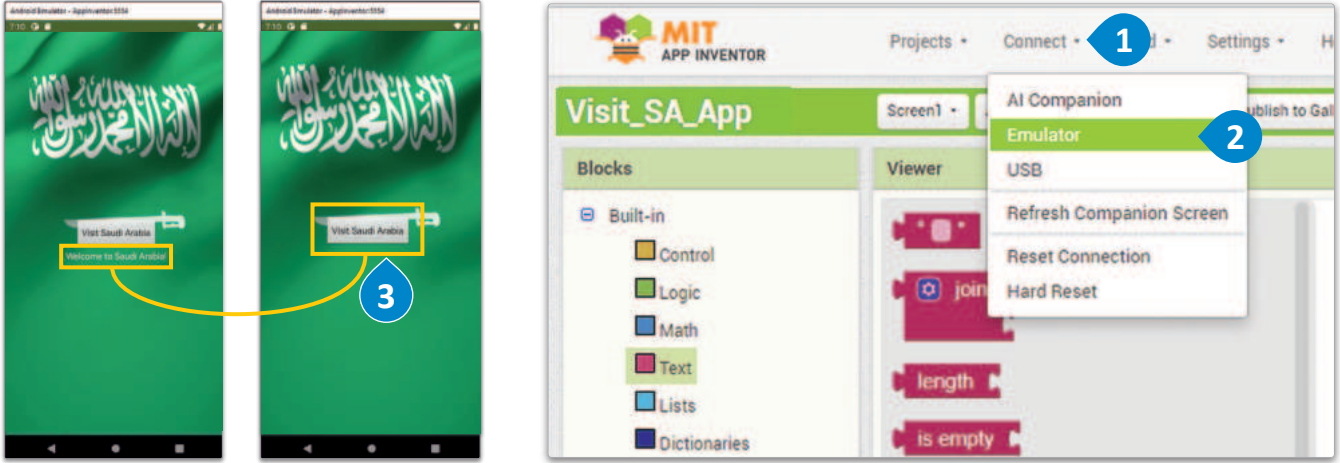 Android Emulator - AppInventor:5554
7:10
لا إله إلا الله محمد رسول الله
Visit Saudi Arabia
Welcome to Saudi Arabia!
Android Emulator - AppInventor:5554
7:10
لا إله إلا الله محمد رسول الله
Visit Saudi Arabia
3
MIT
APP INVENTOR
Projects
Connect
1
d
Settings
H
Visit_SA_App
Screen1
ublish to Gal
AI Companion
Emulator
2
USB
Refresh Companion Screen
Reset Connection
Hard Reset
Blocks
Viewer
Built-in
Control
Logic
Math
Text
Lists
Dictionaries
" "
join
length
is empty